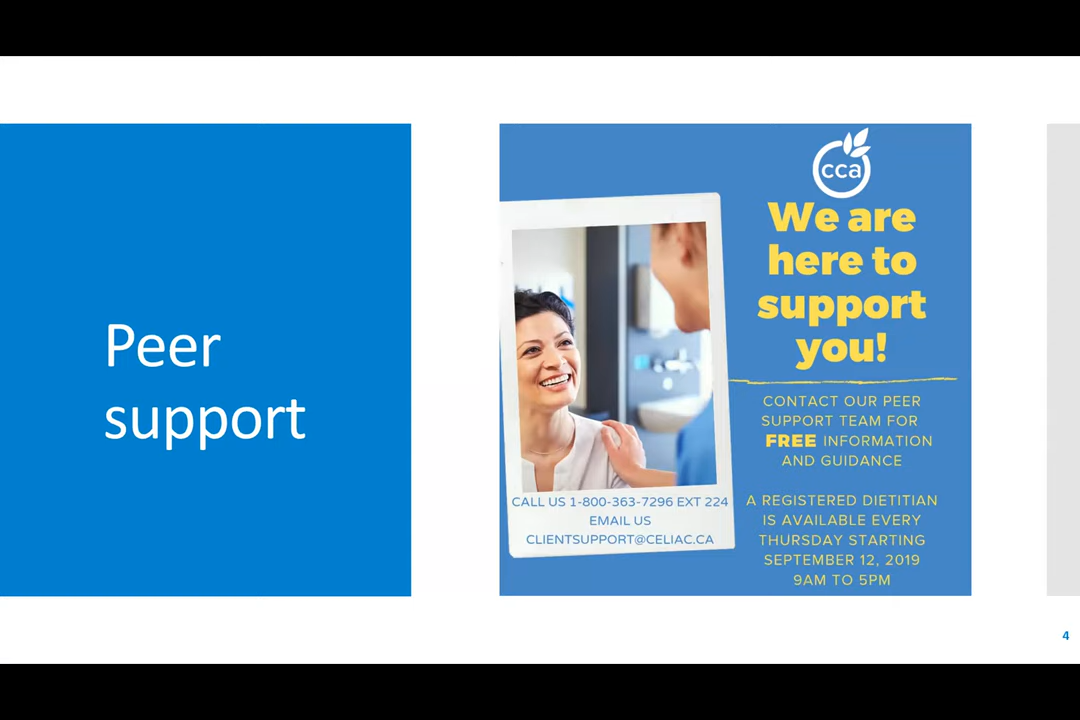 Peer
support
cca
We are
here to
support
you!
CONTACT OUR PEER
SUPPORT TEAM FOR
FREE INFORMATION
AND GUIDANCE
CALL US 1-800-363-7296 EXT 224
EMAIL US
CLIENTSUPPORT@CELIAC.CA
A REGISTERED DIETITIAN
IS AVAILABLE EVERY
THURSDAY STARTING
SEPTEMBER 12, 2019
9AM TO 5PM
4